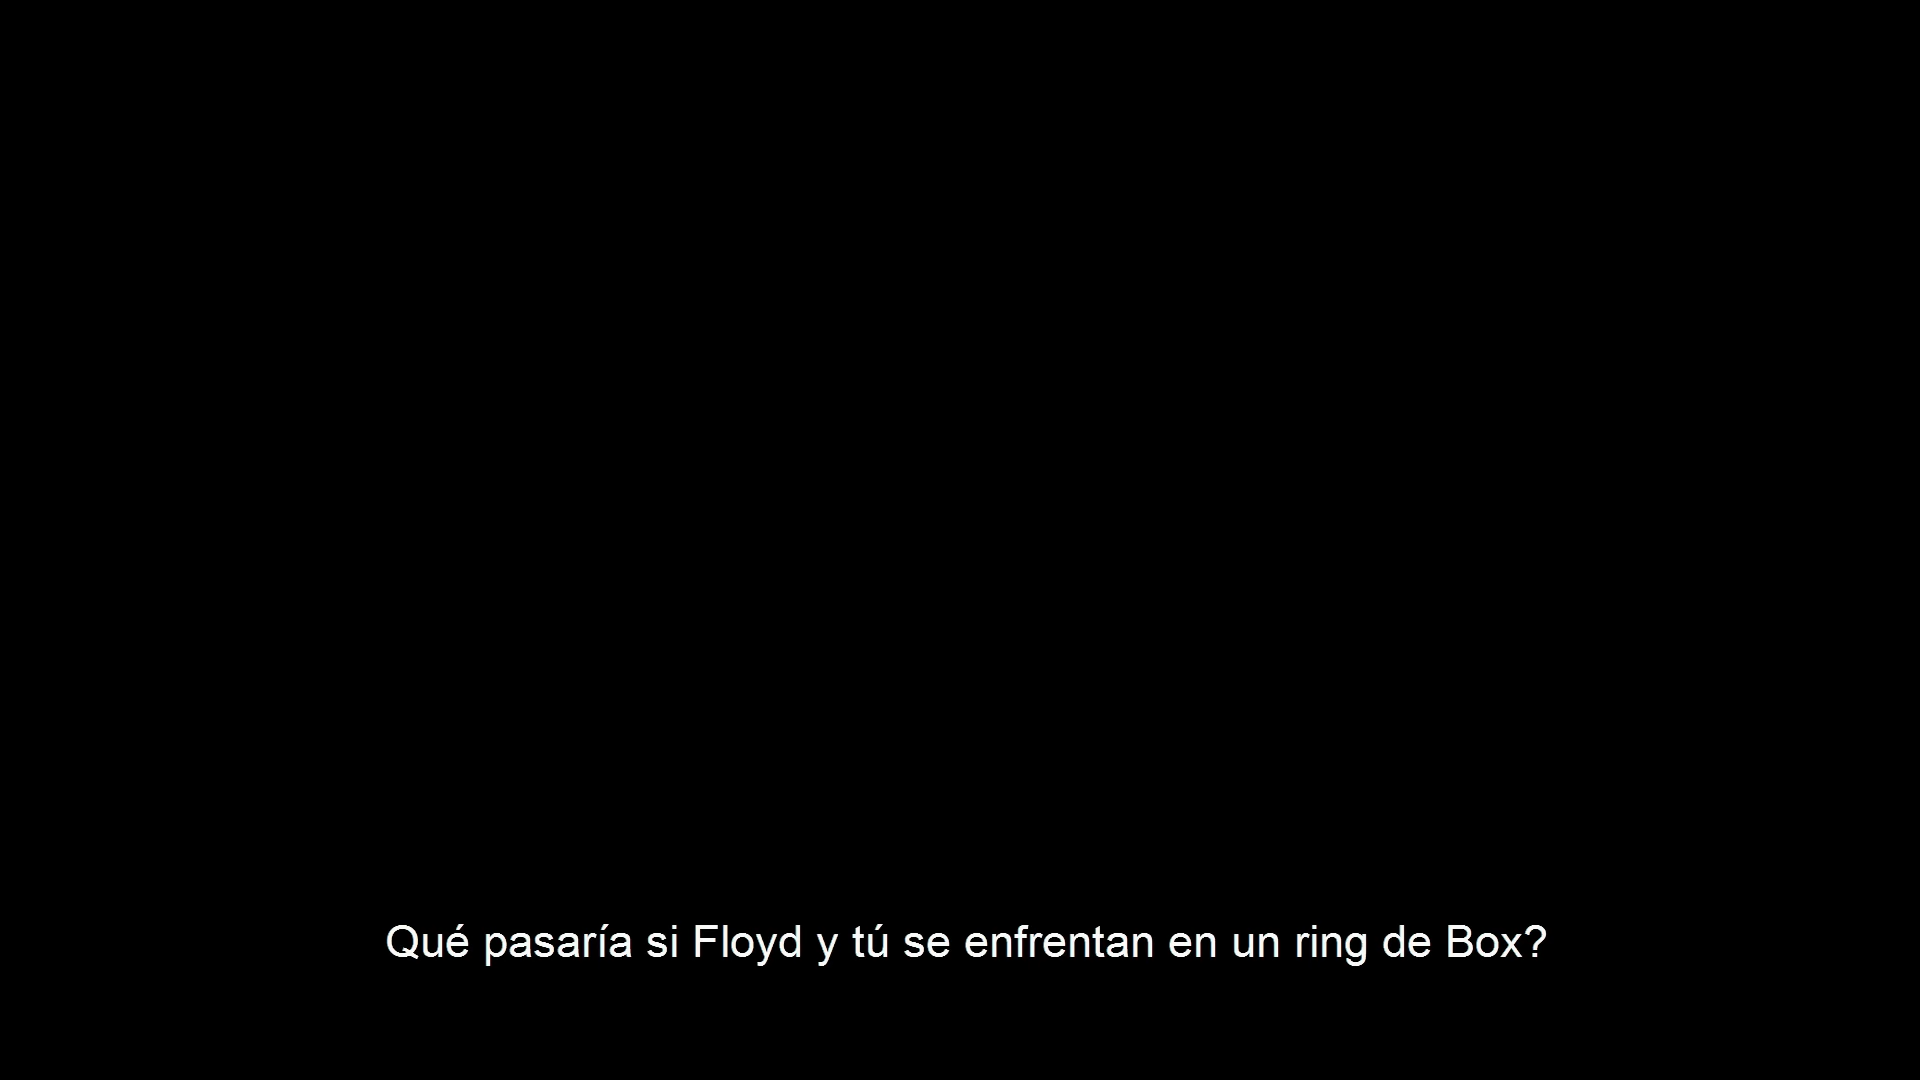 Qué pasaría si Floyd y tú se enfrentan en un ring de Box?